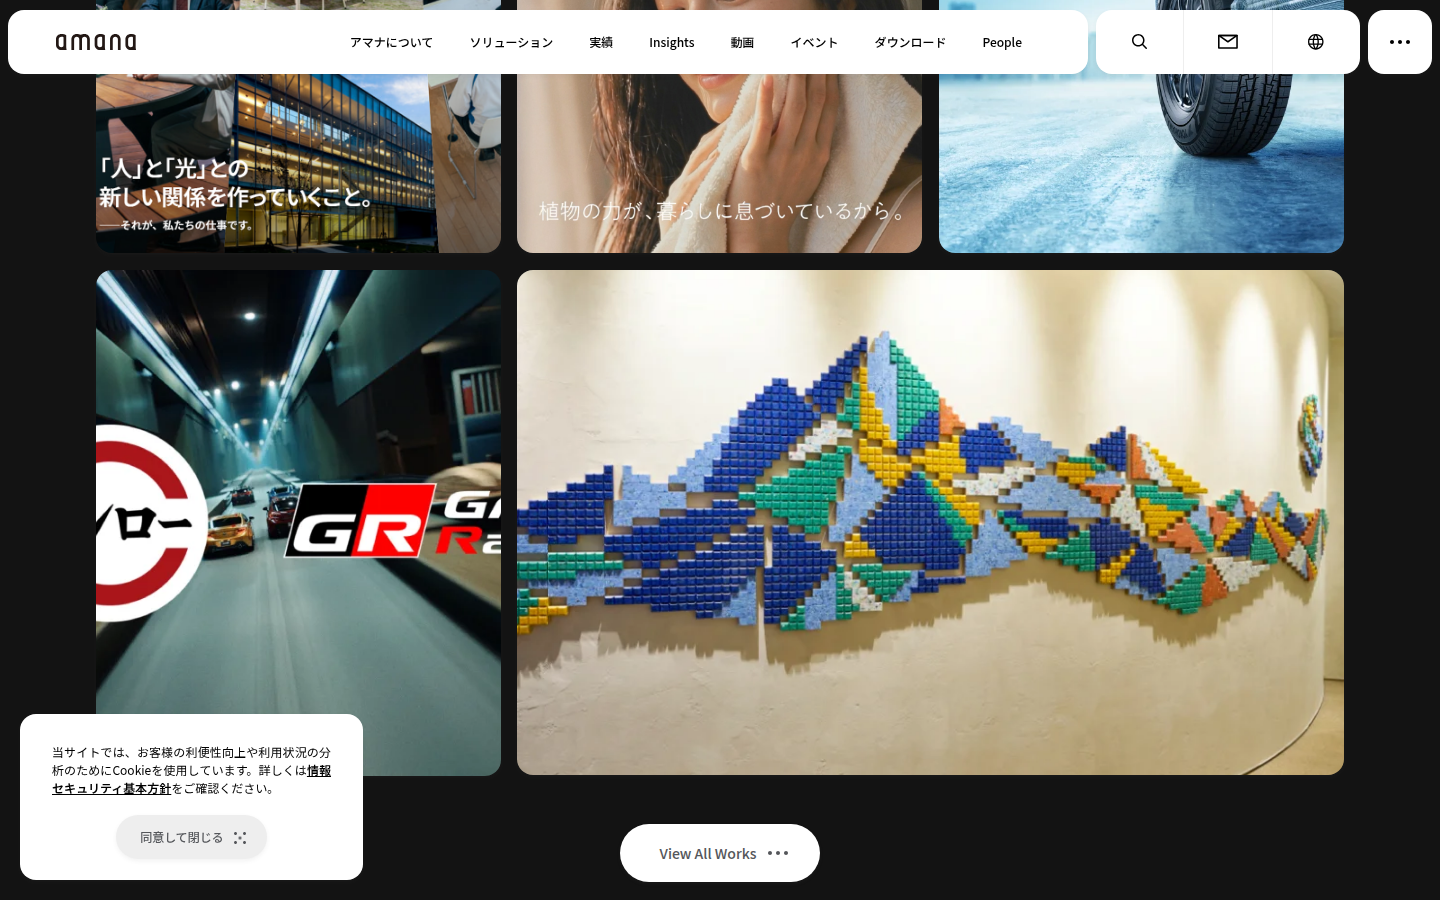 amana
アマナについて
ソリューション
実績
Insights
動画
イベント
ダウンロード
People
「人」と「光」との
新しい関係を作っていくこと。
──それが、私たちの仕事です。
植物の力が、暮らしに息づいているから。
ンロー
GR
当サイトでは、お客様の利便性向上や利用状況の分
析のためにCookieを使用しています。詳しくは情報
セキュリティ基本方針をご確認ください。
同意して閉じる
View All Works